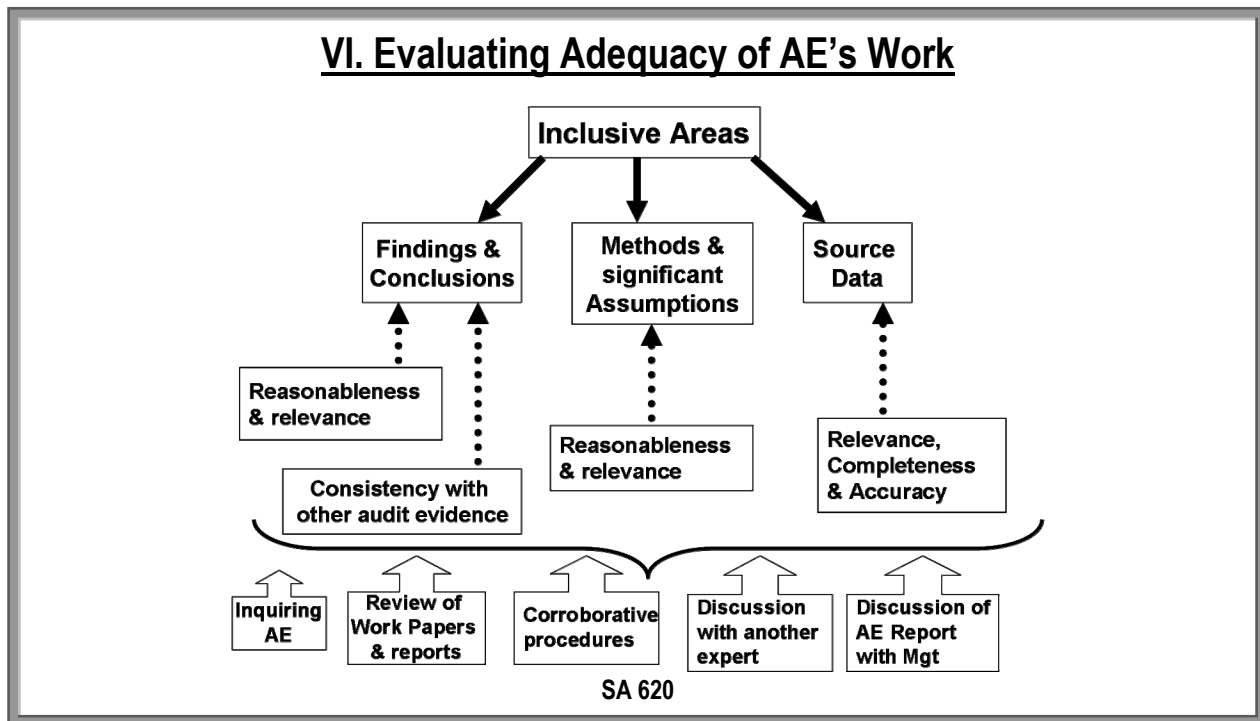 VI. Evaluating Adequacy of AE's Work
Inclusive Areas
Findings &
Conclusions
Methods &
significant
Assumptions
Source
Data
Reasonableness
& relevance
Consistency with
other audit evidence
Reasonableness
& relevance
Relevance,
Completeness
& Accuracy
Inquiring
AE
Review of
Work Papers
& reports
Corroborative
procedures
Discussion
with another
expert
Discussion of
AE Report
with Mgt
SA 620